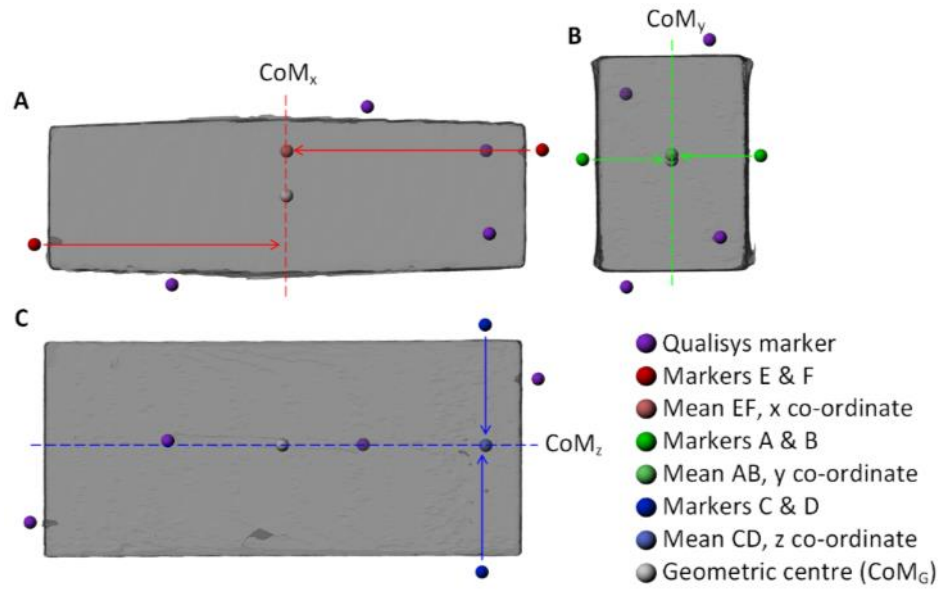 CoMy
B
CoMx
A
C
CoMz
Qualisys marker
Markers E & F
Mean EF, x co-ordinate
Markers A & B
Mean AB, y co-ordinate
Markers C & D
Mean CD, z co-ordinate
Geometric centre (CoMG)